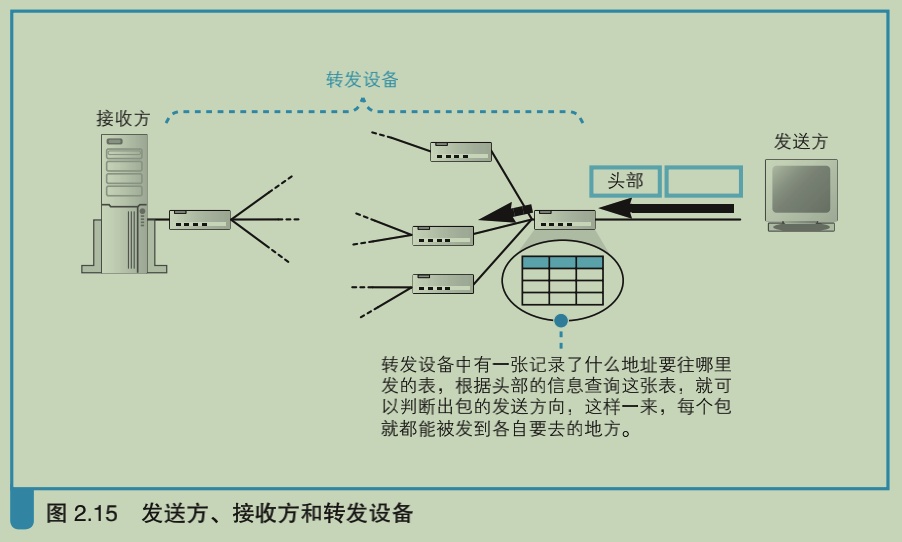 转发设备
接收方
发送方
头部
转发设备中有一张记录了什么地址要往哪里
发的表，根据头部的信息查询这张表，就可
以判断出包的发送方向，这样一来，每个包
就都能被发到各自要去的地方。
图 2.15 发送方、接收方和转发设备